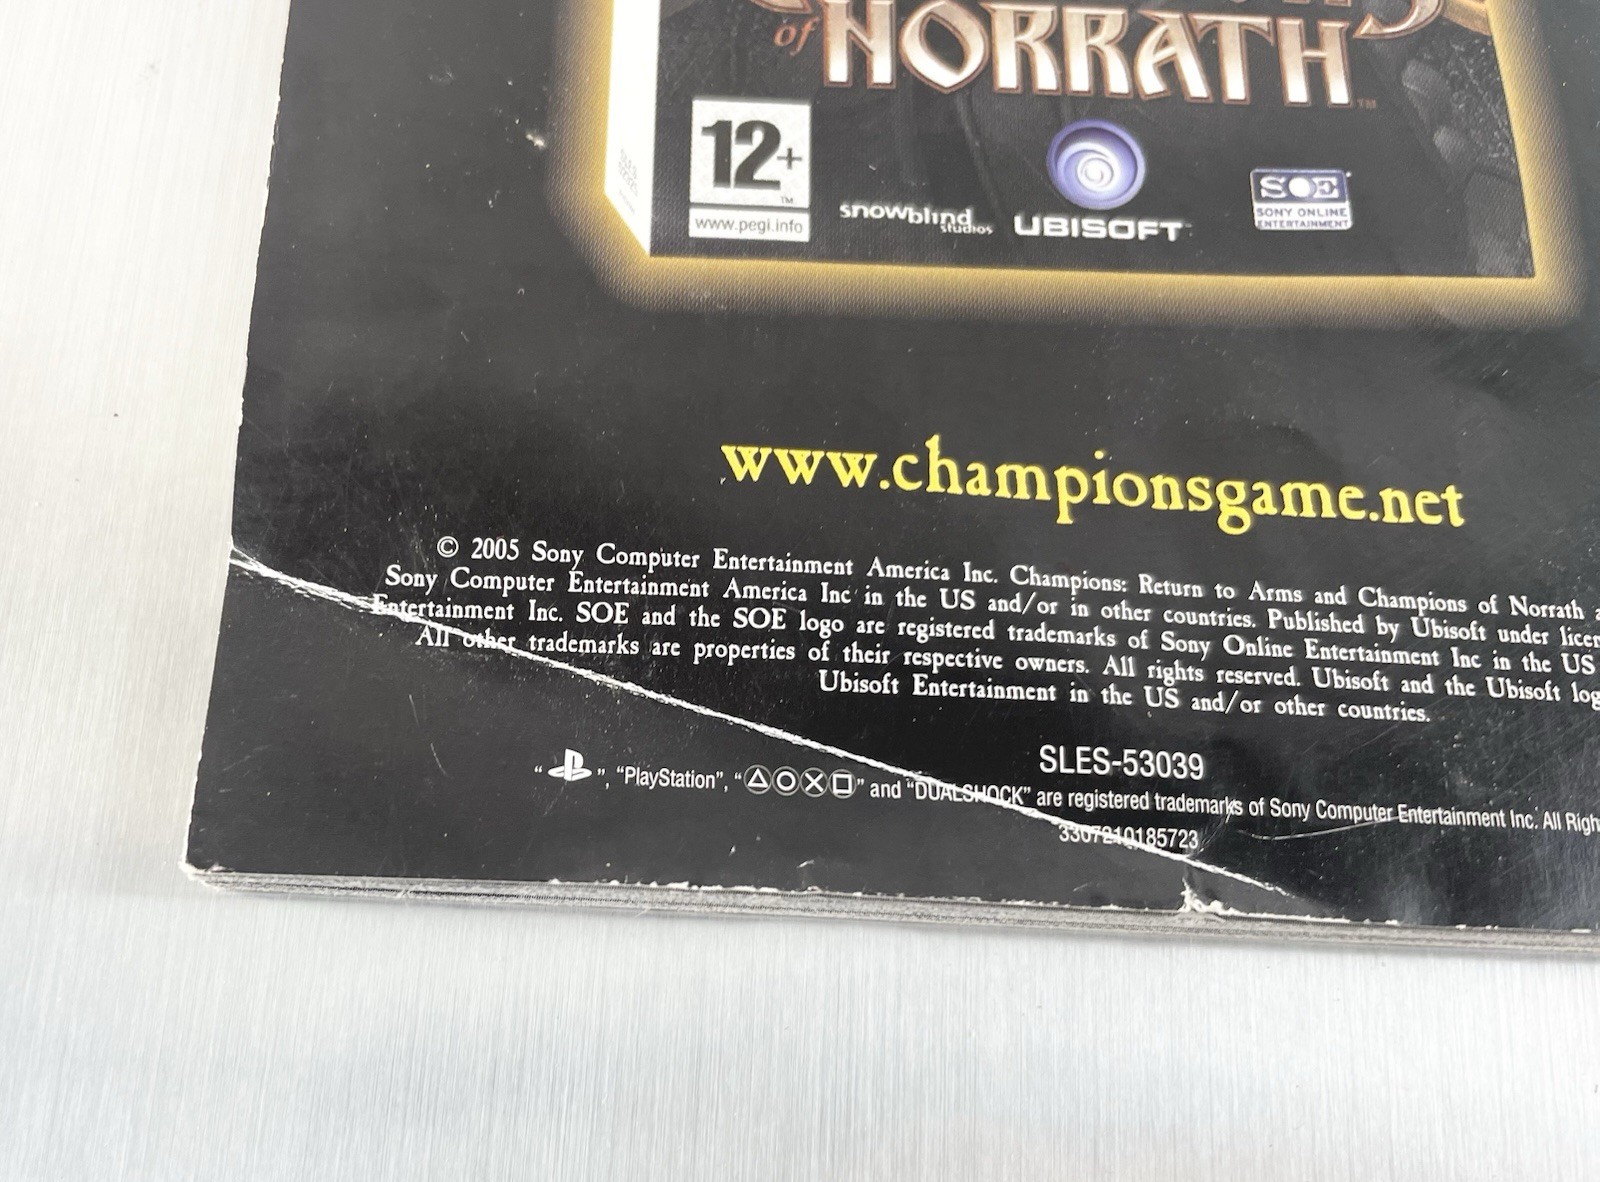 of NORRATH™
12+
www.pegi.info
snowblind
studios
UBISOFT
SOE
SONY ONLINE
ENTERTAINMENT
www.championsgame.net
© 2005 Sony Computer Entertainment America Inc. Champions: Return to Arms and Champions of Norrath
Sony Computer Entertainment America Inc in the US and/or in other countries. Published by Ubisoft under
Entertainment Inc. SOE and the SOE logo are registered trademarks of Sony Online Entertainment Inc in the US
All other trademarks are properties of their respective owners. All rights reserved. Ubisoft and the Ubisoft
Ubisoft Entertainment in the US and/or other countries.
SLES-53039
“ ”, “PlayStation”, “△○✕□” and “DUALSHOCK” are registered trademarks of Sony Computer Entertainment Inc. All
3307210185723